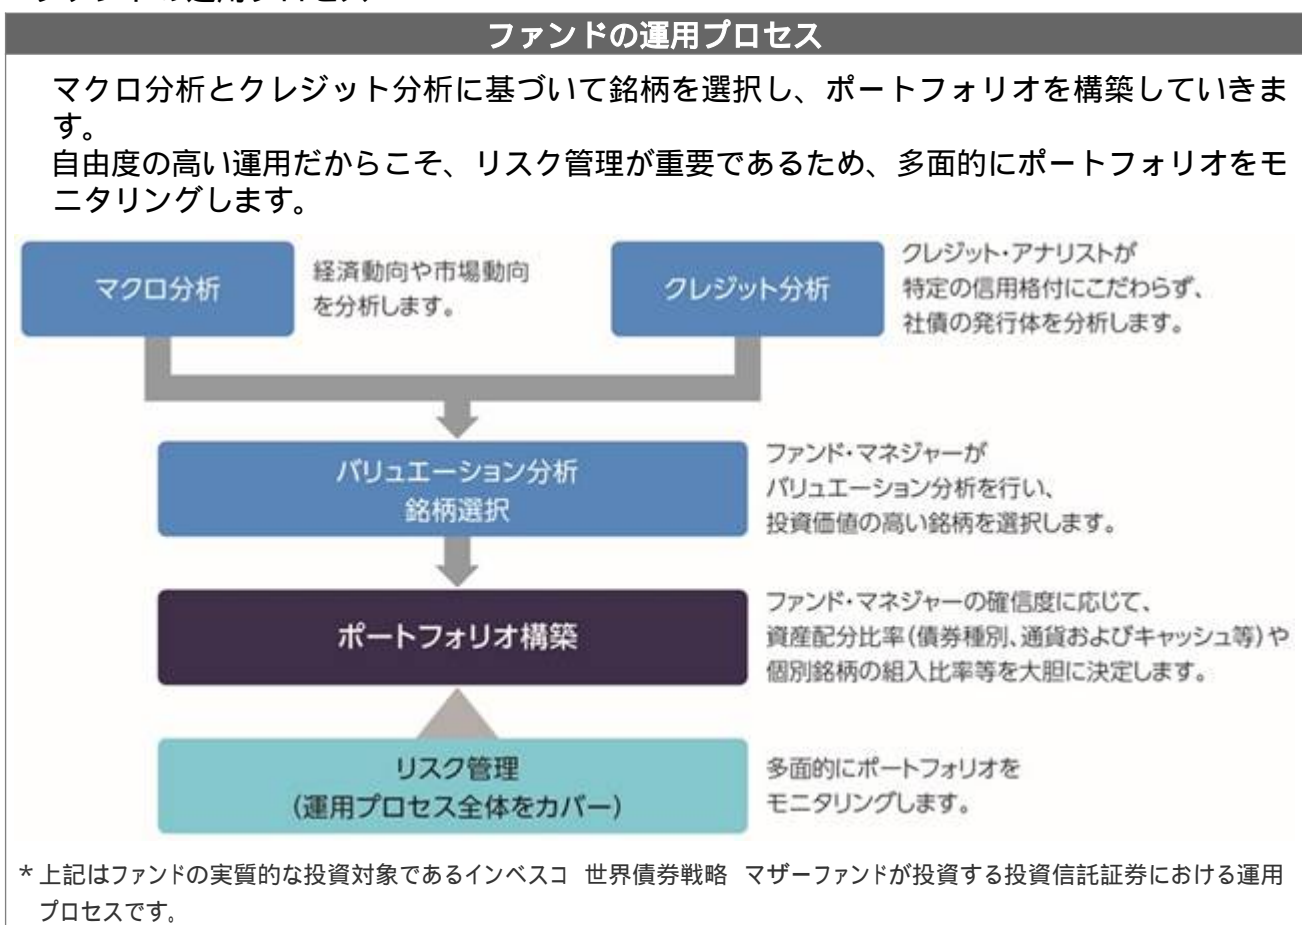 ファンドの運用プロセス
マクロ分析とクレジット分析に基づいて銘柄を選択し、ポートフォリオを構築していきま
す。
自由度の高い運用だからこそ、リスク管理が重要であるため、多面的にポートフォリオをモ
ニタリングします。
マクロ分析
経済動向や市場動向
を分析します。
クレジット分析
クレジット・アナリストが
特定の信用格付にこだわらず、
社債の発行体を分析します。
バリュエーション分析
銘柄選択
ファンド・マネジャーが
バリュエーション分析を行い、
投資価値の高い銘柄を選択します。
ポートフォリオ構築
ファンド・マネジャーの確信度に応じて、
資産配分比率(債券種別、通貨およびキャッシュ等)や
個別銘柄の組入比率等を大胆に決定します。
リスク管理
(運用プロセス全体をカバー)
多面的にポートフォリオを
モニタリングします。
*上記はファンドの実質的な投資対象であるインベスコ 世界債券戦略 マザーファンドが投資する投資信託証券における運用
プロセスです。